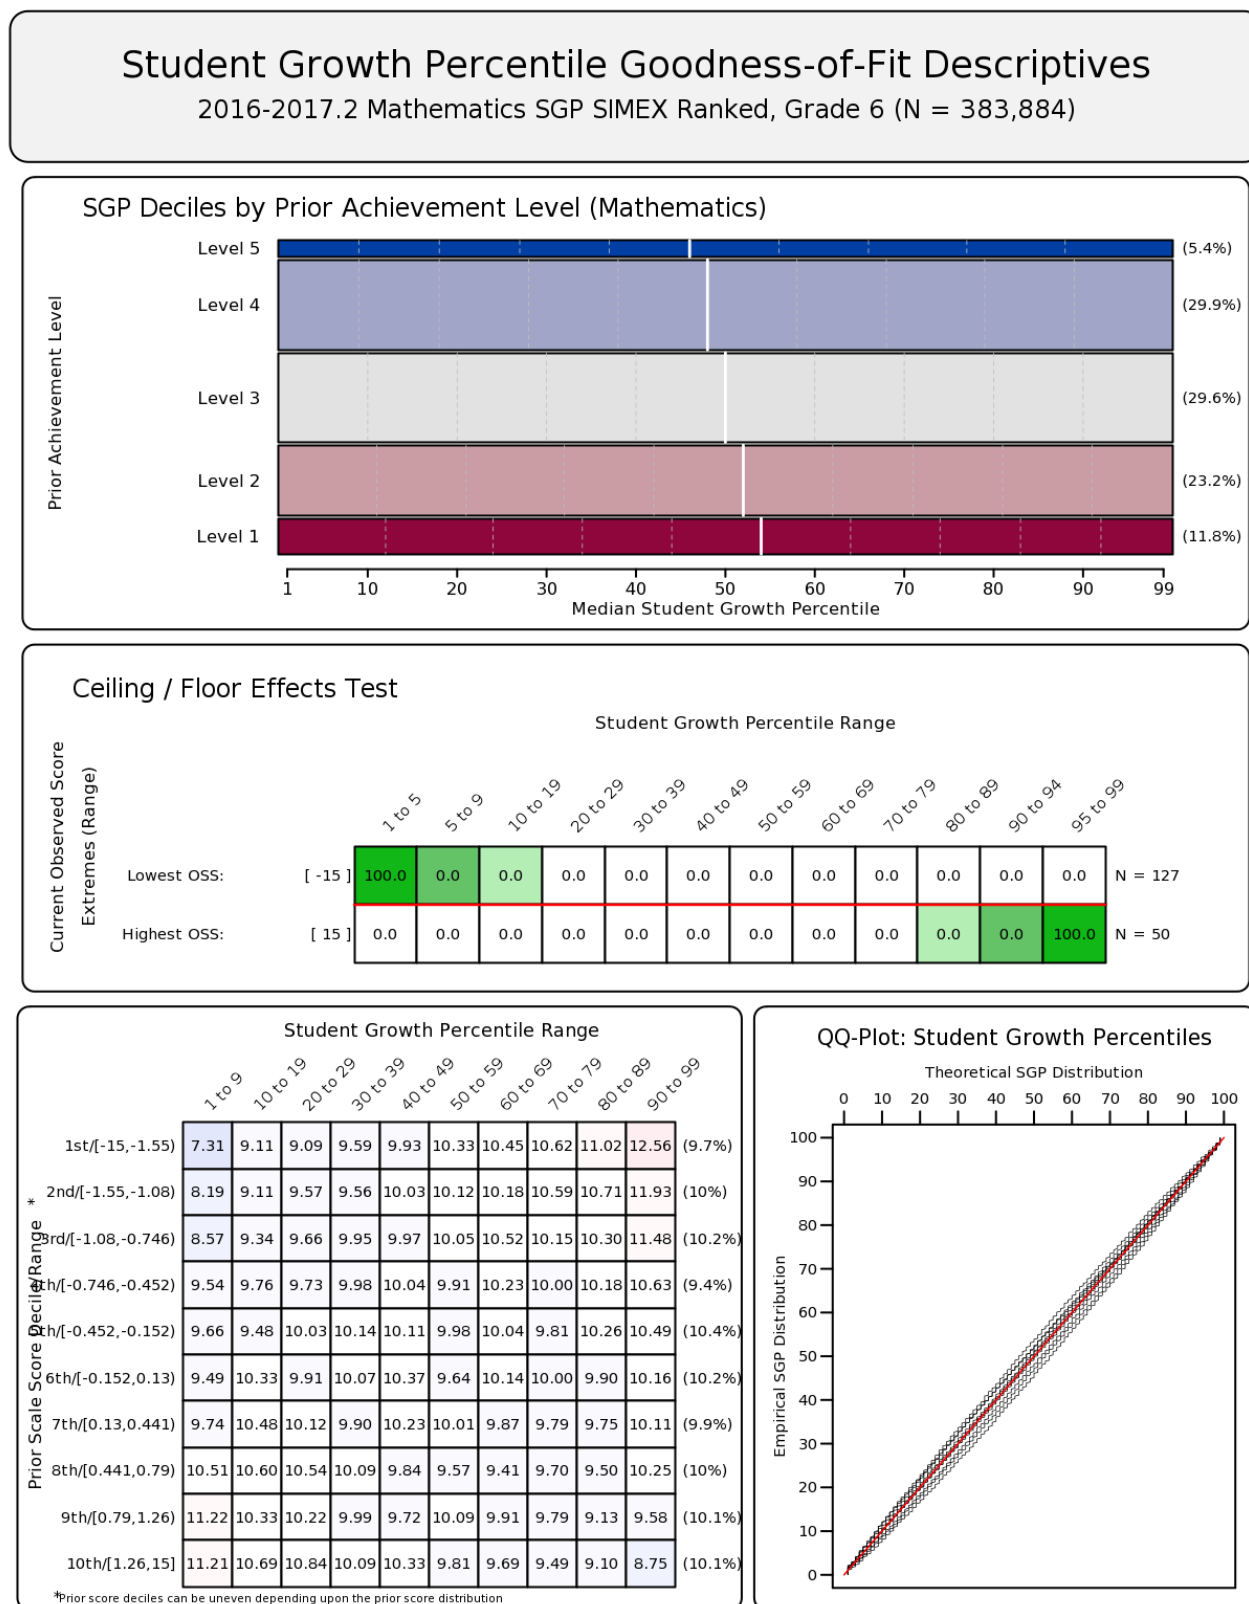 Student Growth Percentile Goodness-of-Fit Descriptives
2016-2017.2 Mathematics SGP SIMEX Ranked, Grade 6 (N = 383,884)
SGP Deciles by Prior Achievement Level (Mathematics)
Prior Achievement Level
Level 5 (5.4%)
Level 4 (29.9%)
Level 3 (29.6%)
Level 2 (23.2%)
Level 1 (11.8%)
1 10 20 30 40 50 60 70 80 90 99
Median Student Growth Percentile
Ceiling / Floor Effects Test
Student Growth Percentile Range
Current Observed Score
Extremes (Range)
1 to 5 5 to 9 10 to 19 20 to 29 30 to 39 40 to 49 50 to 59 60 to 69 70 to 79 80 to 89 90 to 94 95 to 99
Lowest OSS: [ -15 ] 100.0 0.0 0.0 0.0 0.0 0.0 0.0 0.0 0.0 0.0 0.0 0.0 N = 127
Highest OSS: [ 15 ] 0.0 0.0 0.0 0.0 0.0 0.0 0.0 0.0 0.0 0.0 0.0 100.0 N = 50
Student Growth Percentile Range
1 to 9 10 to 19 20 to 29 30 to 39 40 to 49 50 to 59 60 to 69 70 to 79 80 to 89 90 to 99
Prior Scale Score Decile/Range *
1st/[-15,-1.55) 7.31 9.11 9.09 9.59 9.93 10.33 10.45 10.62 11.02 12.56 (9.7%)
2nd/[-1.55,-1.08) 8.19 9.11 9.57 9.56 10.03 10.12 10.18 10.59 10.71 11.93 (10%)
3rd/[-1.08,-0.746) 8.57 9.34 9.66 9.95 9.97 10.05 10.52 10.15 10.30 11.48 (10.2%)
4th/[-0.746,-0.452) 9.54 9.76 9.73 9.98 10.04 9.91 10.23 10.00 10.18 10.63 (9.4%)
5th/[-0.452,-0.152) 9.66 9.48 10.03 10.14 10.11 9.98 10.04 9.81 10.26 10.49 (10.4%)
6th/[-0.152,0.13) 9.49 10.33 9.91 10.07 10.37 9.64 10.14 10.00 9.90 10.16 (10.2%)
7th/[0.13,0.441) 9.74 10.48 10.12 9.90 10.23 10.01 9.87 9.79 9.75 10.11 (9.9%)
8th/[0.441,0.79) 10.51 10.60 10.54 10.09 9.84 9.57 9.41 9.70 9.50 10.25 (10%)
9th/[0.79,1.26) 11.22 10.33 10.22 9.99 9.72 10.09 9.91 9.79 9.13 9.58 (10.1%)
10th/[1.26,15] 11.21 10.69 10.84 10.09 10.33 9.81 9.69 9.49 9.10 8.75 (10.1%)
*Prior score deciles can be uneven depending upon the prior score distribution
QQ-Plot: Student Growth Percentiles
Theoretical SGP Distribution
0 10 20 30 40 50 60 70 80 90 100
Empirical SGP Distribution
100
90
80
70
60
50
40
30
20
10
0